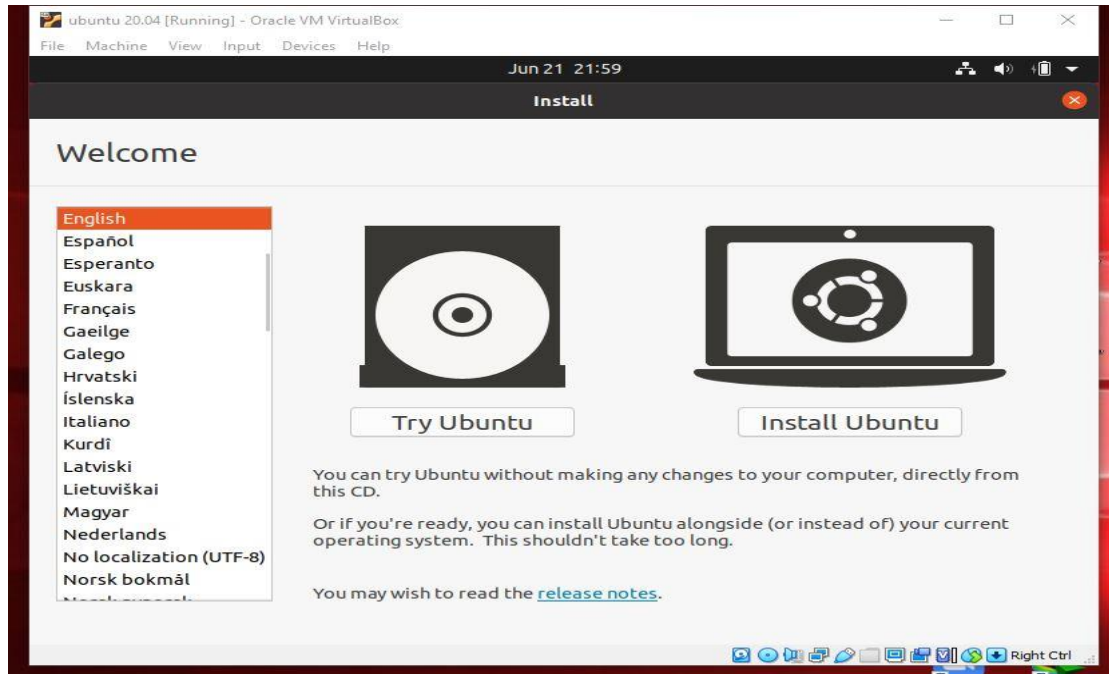 ubuntu 20.04 [Running] - Oracle VM VirtualBox
File Machine View Input Devices Help
Jun 21 21:59
Install
Welcome
English
Español
Esperanto
Euskara
Français
Gaeilge
Galego
Hrvatski
Íslenska
Italiano
Kurdî
Latviski
Lietuviškai
Magyar
Nederlands
No localization (UTF-8)
Norsk bokmål
Try Ubuntu
Install Ubuntu
You can try Ubuntu without making any changes to your computer, directly from
this CD.
Or if you're ready, you can install Ubuntu alongside (or instead of) your current
operating system. This shouldn't take too long.
You may wish to read the release notes.
Right Ctrl